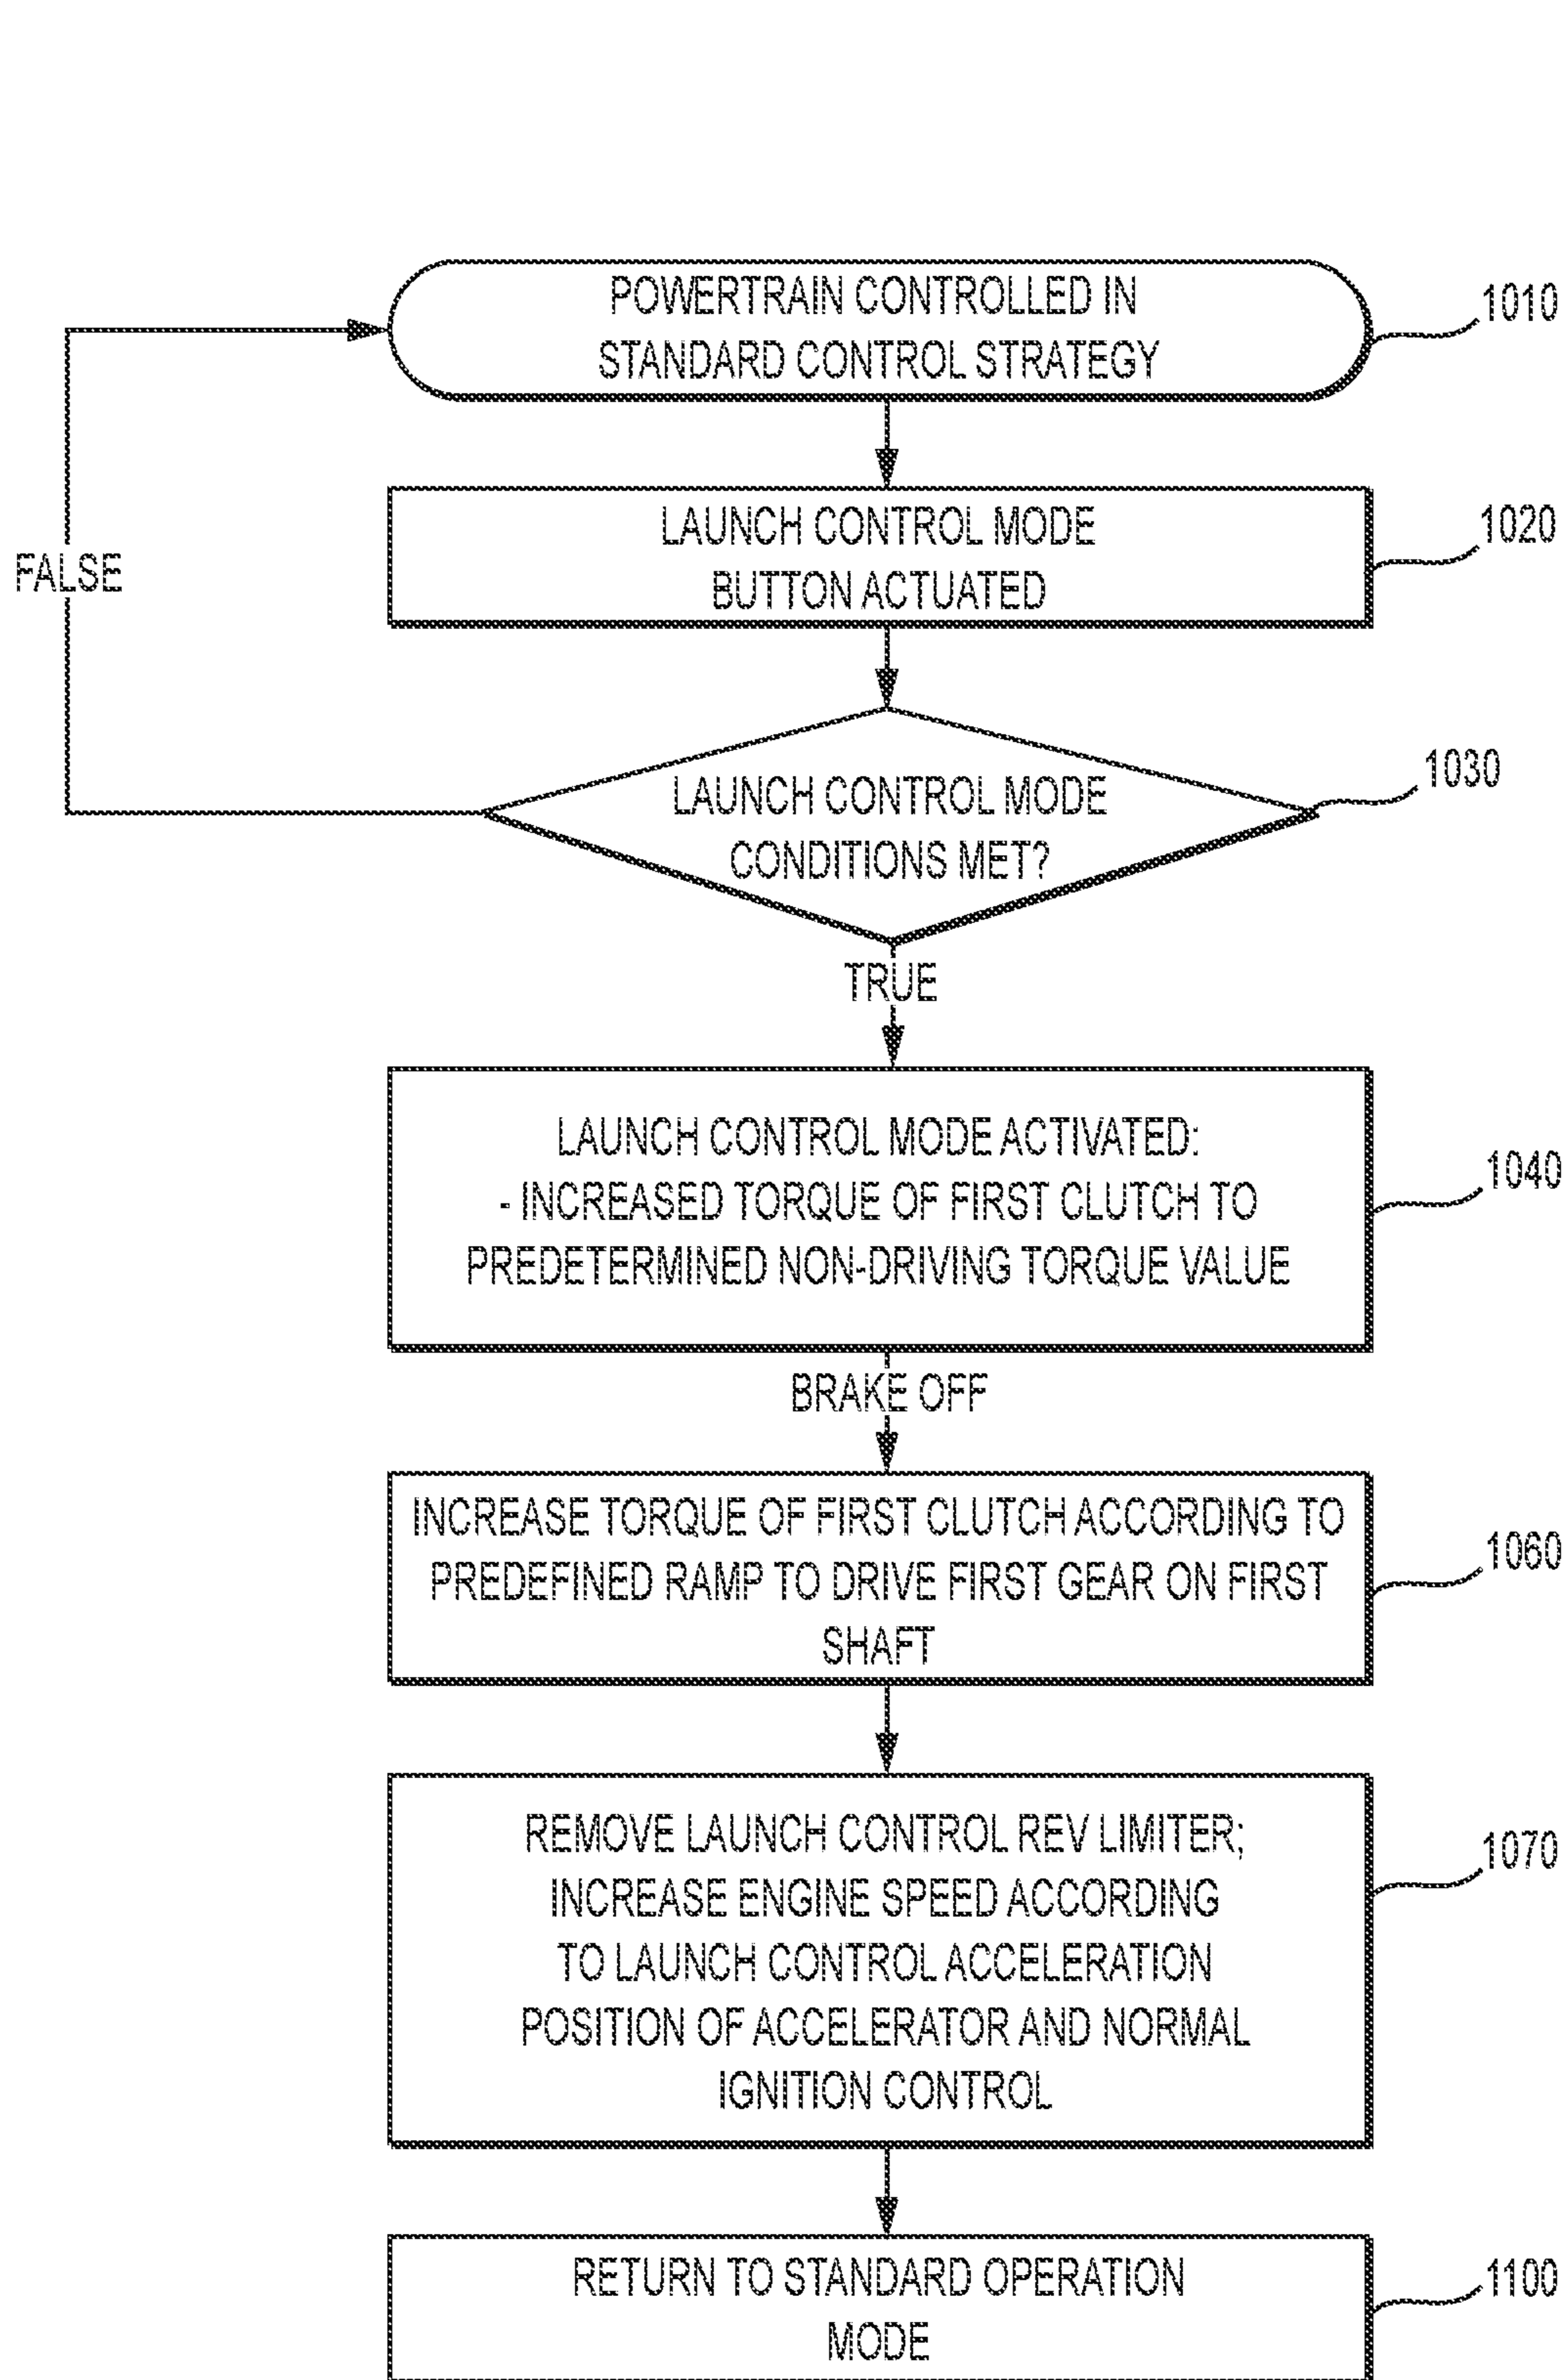 POWERTRAIN CONTROLLED IN
STANDARD CONTROL STRATEGY
1010
LAUNCH CONTROL MODE
BUTTON ACTUATED
1020
FALSE
LAUNCH CONTROL MODE
CONDITIONS MET?
1030
TRUE
LAUNCH CONTROL MODE ACTIVATED:
- INCREASED TORQUE OF FIRST CLUTCH TO
PREDETERMINED NON-DRIVING TORQUE VALUE
1040
BRAKE OFF
INCREASE TORQUE OF FIRST CLUTCH ACCORDING TO
PREDEFINED RAMP TO DRIVE FIRST GEAR ON FIRST
SHAFT
1060
REMOVE LAUNCH CONTROL REV LIMITER;
INCREASE ENGINE SPEED ACCORDING
TO LAUNCH CONTROL ACCELERATION
POSITION OF ACCELERATOR AND NORMAL
IGNITION CONTROL
1070
RETURN TO STANDARD OPERATION
MODE
1100